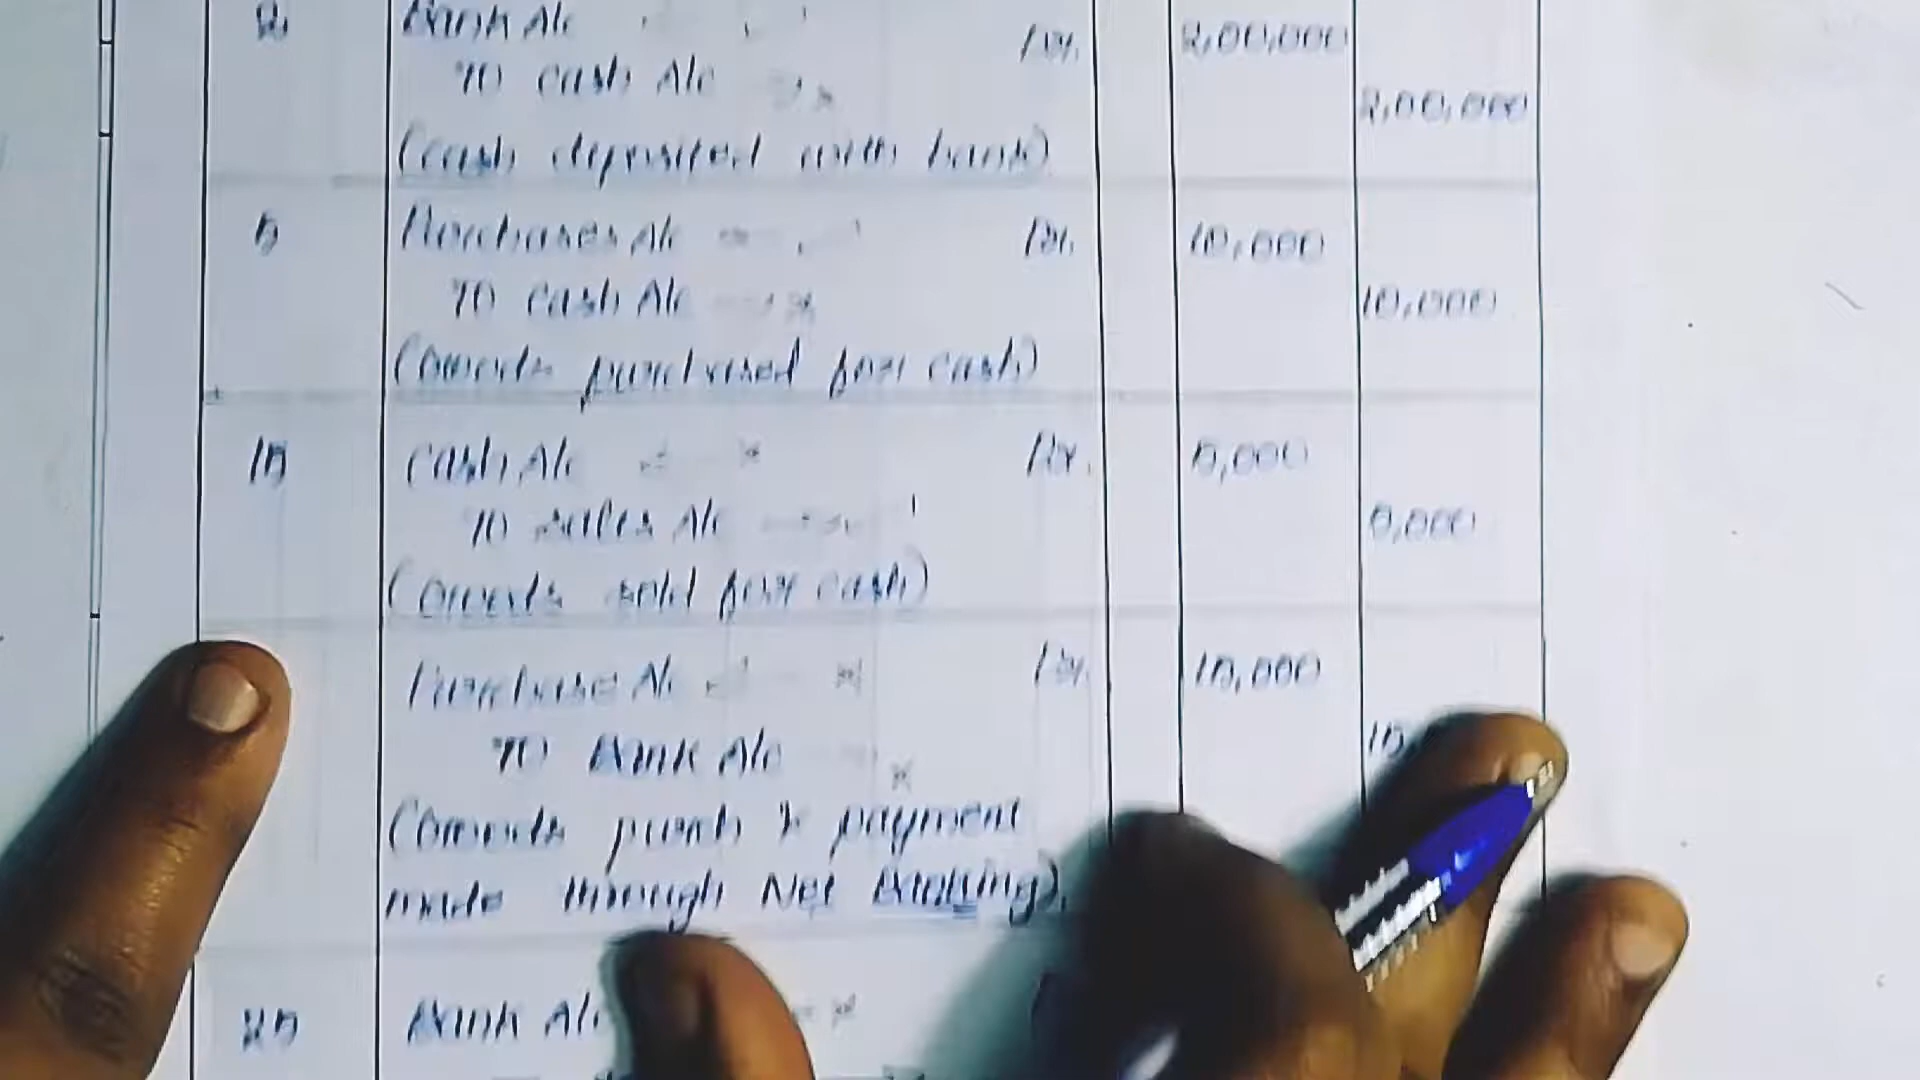 Bank A/c Dr. 2,00,000
To cash A/c 2,00,000
(cash deposited with bank)
5 Purchases A/c Dr. 10,000
To cash A/c 10,000
(Goods purchased for cash)
15 cash A/c Dr. 5,000
To sales A/c 5,000
(Goods sold for cash)
Purchase A/c Dr. 15,000
To Bank A/c
(Goods purch & payment
made through Net Banking).
25 Bank A/c